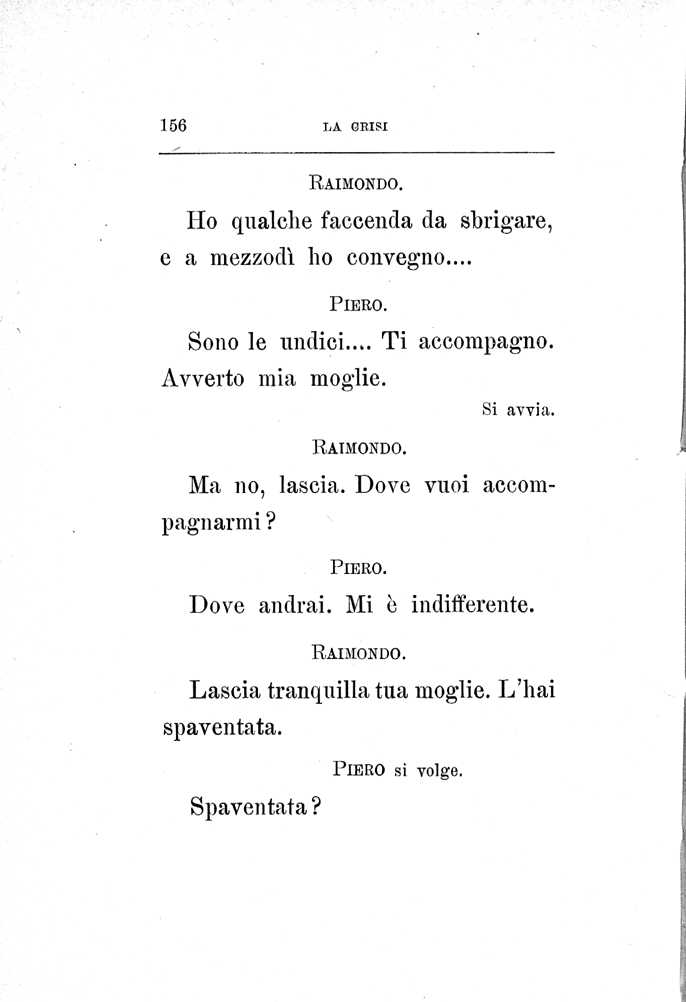 156 LA CRISI
RAIMONDO.
Ho qualche faccenda da sbrigare,
e a mezzodì ho convegno....
PIERO.
Sono le undici.... Ti accompagno.
Avverto mia moglie.
Si avvia.
RAIMONDO.
Ma no, lascia. Dove vuoi accom-
pagnarmi?
PIERO.
Dove andrai. Mi è indifferente.
RAIMONDO.
Lascia tranquilla tua moglie. L'hai
spaventata.
PIERO si volge.
Spaventata?